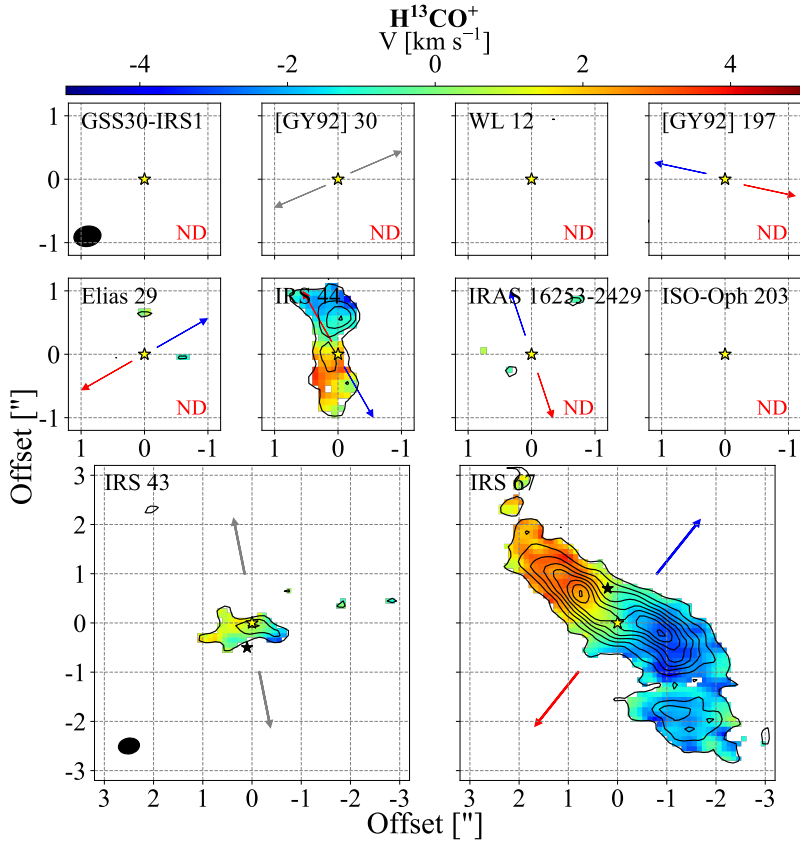 H¹³CO⁺
V [km s⁻¹]
-4 -2 0 2 4
GSS30-IRS1 [GY92] 30 WL 12 [GY92] 197
1
0
-1
ND ND ND
Elias 29 IRS 44 IRAS 16253-2429 ISO-Oph 203
1
0
-1
ND ND ND
1 0 -1 1 0 -1 1 0 -1 1 0 -1
Offset ["]
IRS 43 IRS 67
3
2
1
0
-1
-2
-3
3 2 1 0 -1 -2 -3 3 2 1 0 -1 -2 -3
Offset ["]